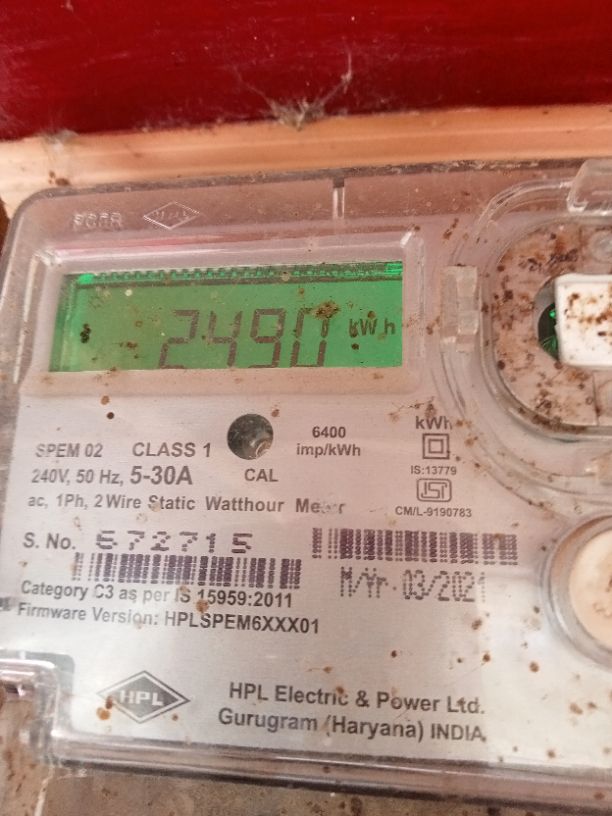 HPL
2490 kWh
SPEM 02 CLASS 1
6400
imp/kWh
kWh
240V, 50 Hz, 5-30A
CAL
IS:13779
ISI
ac, 1Ph, 2 Wire Static Watthour Meter
CM/L-9190783
S. No. 672715
M/Yr. 03/2021
Category C3 as per IS 15959:2011
Firmware Version: HPLSPEM6XXX01
HPL
HPL Electric & Power Ltd.
Gurugram (Haryana) INDIA